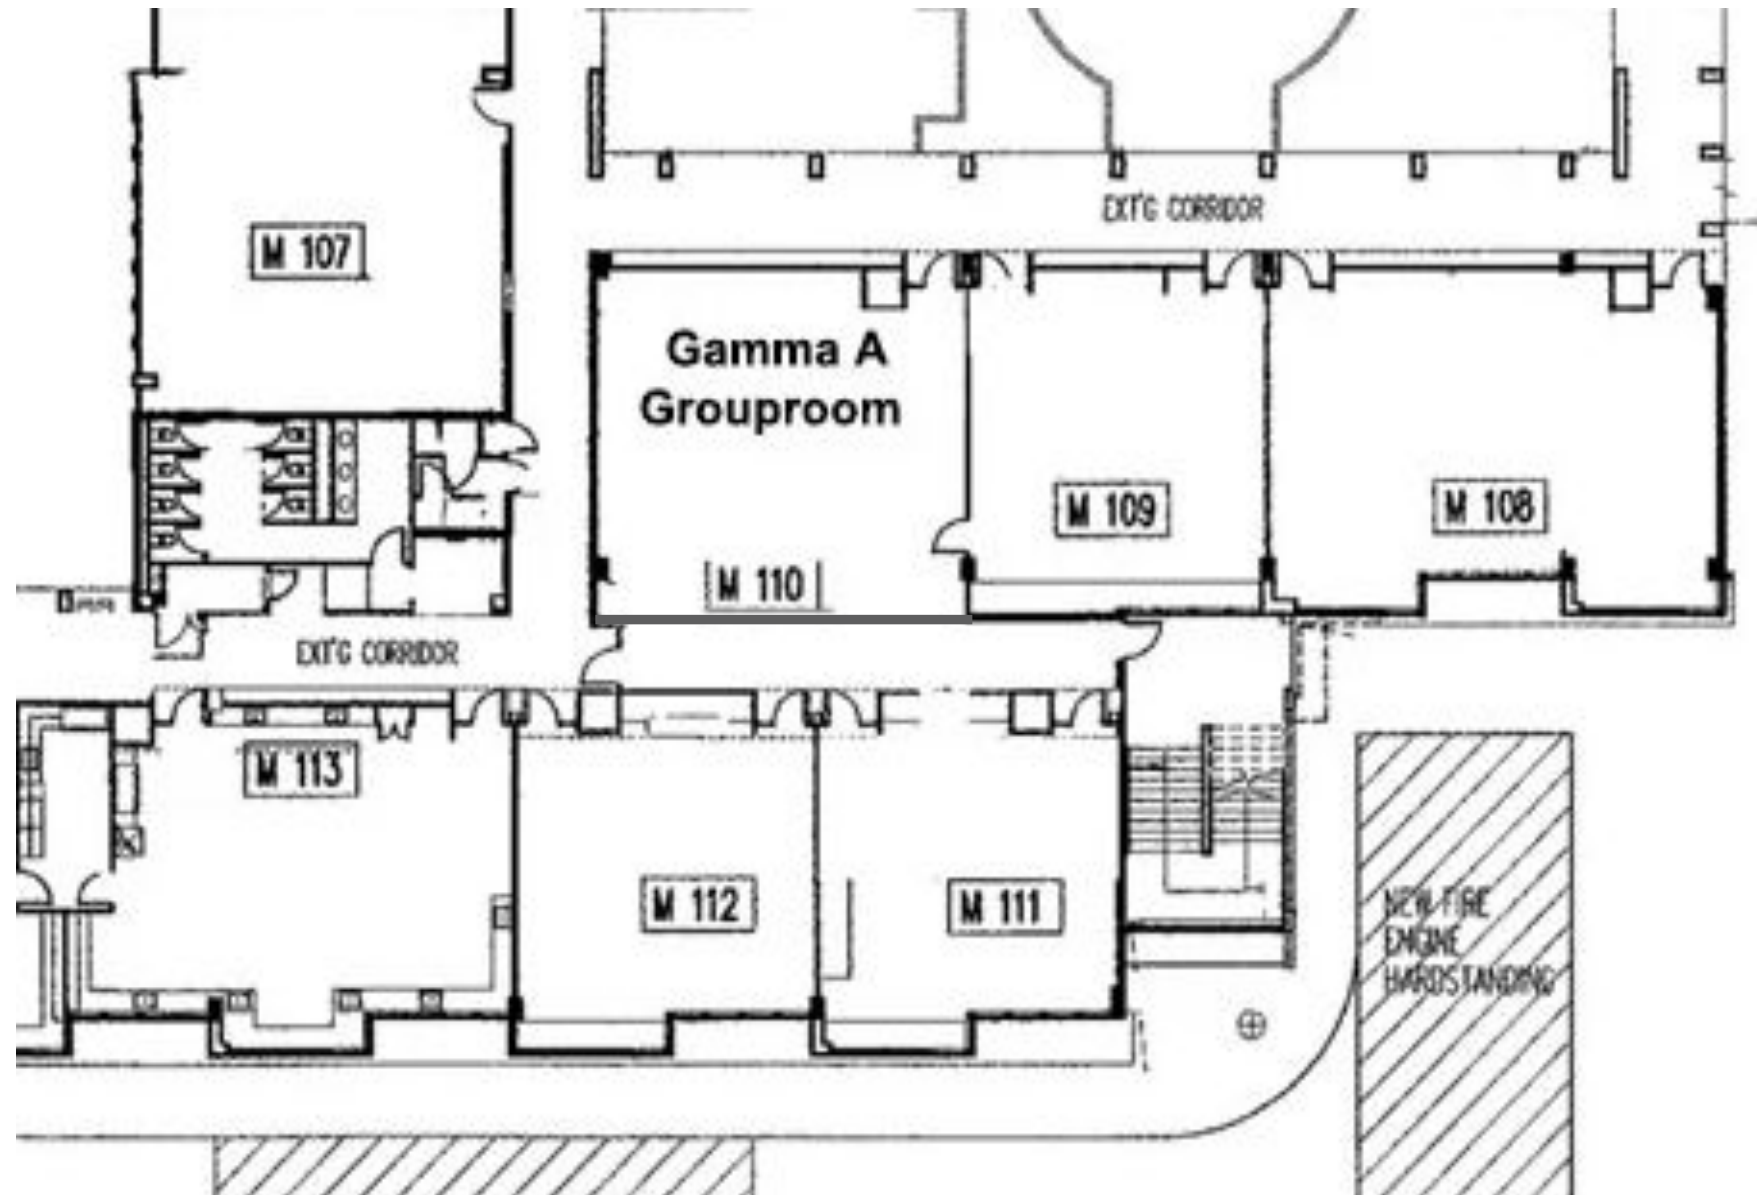 M 107
EXT'G CORRIDOR
Gamma A
Grouproom
M 109
M 108
M 110
EXT'G CORRIDOR
M 113
M 112
M 111
NEW FIRE
ENGINE
HARDSTANDING